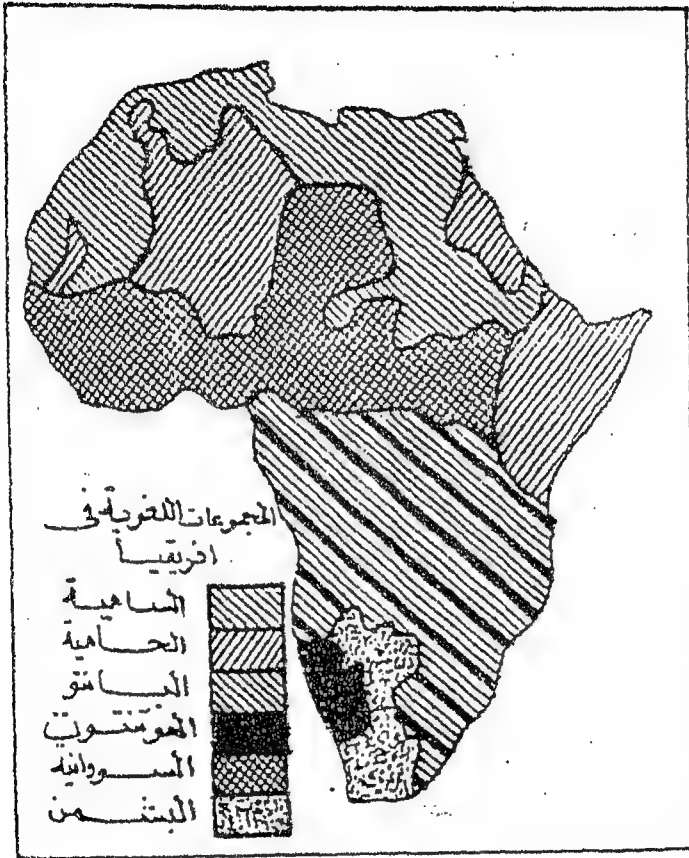 المجموعات اللغوية في
افريقيا
السامية
الحامية
البانتو
الهوتنتوت
السودانية
البشمن